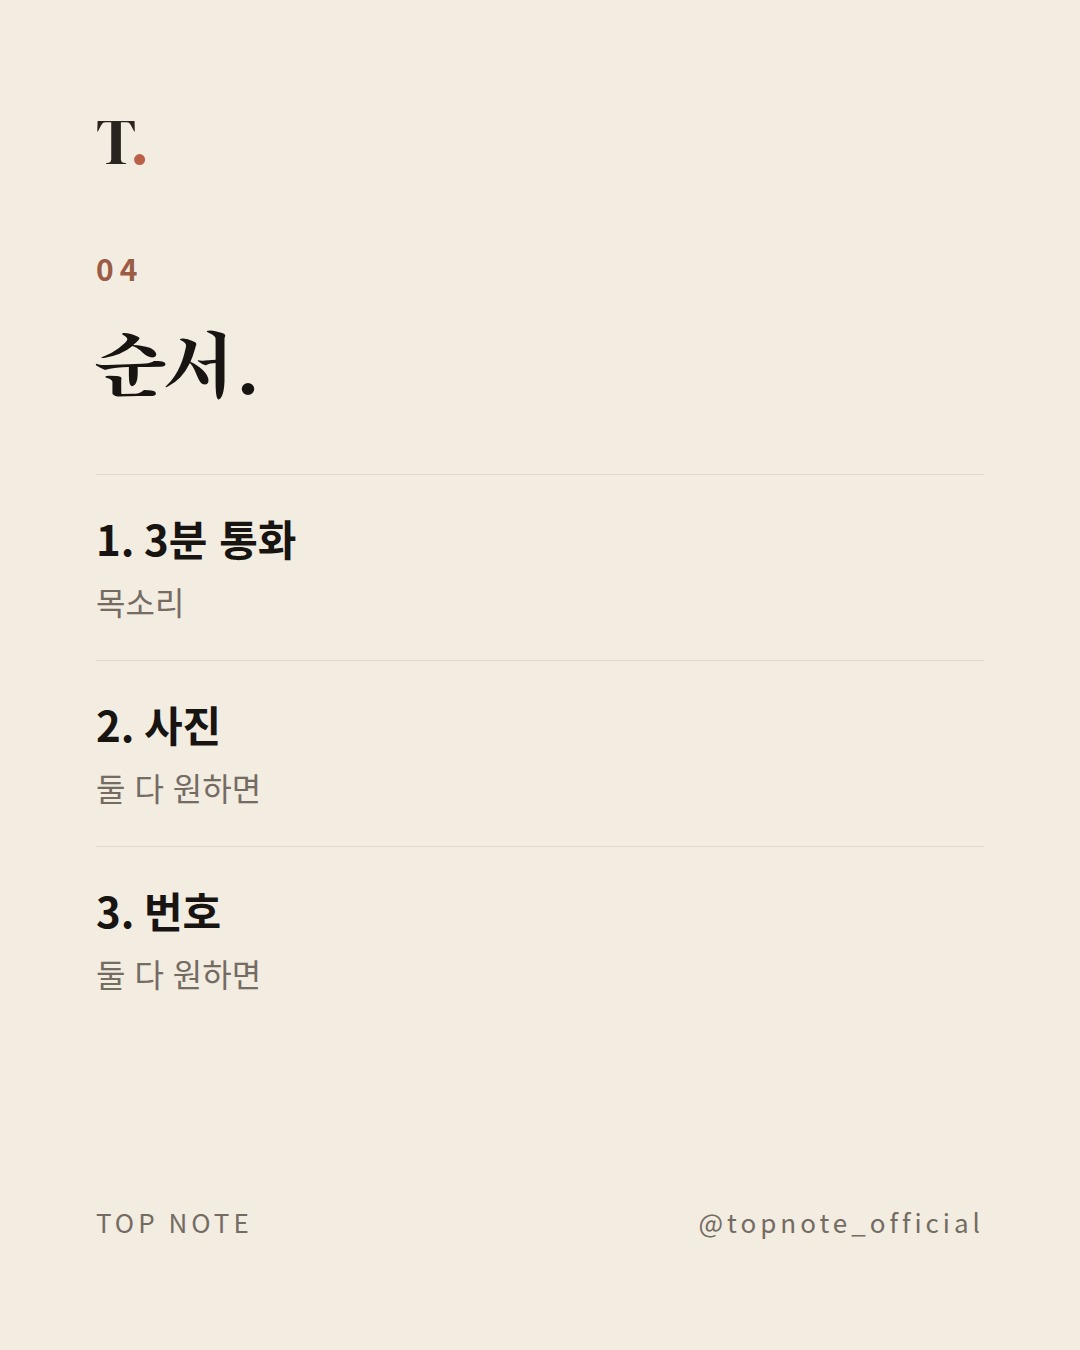 T.
04
순서.
1. 3분 통화
목소리
2. 사진
둘 다 원하면
3. 번호
둘 다 원하면
TOP NOTE
@topnote_official